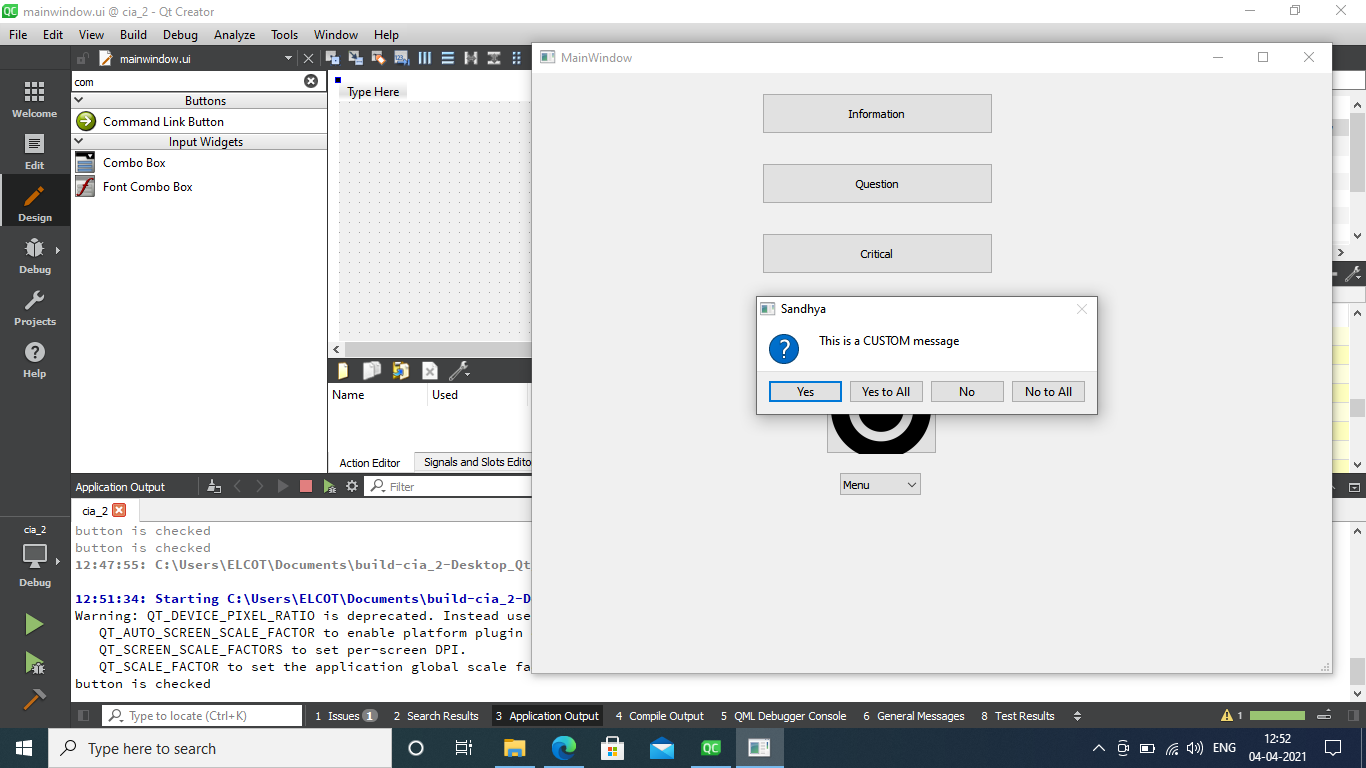 mainwindow.ui @ cia_2 - Qt Creator
File Edit View Build Debug Analyze Tools Window Help
mainwindow.ui
MainWindow
com
Buttons
Command Link Button
Input Widgets
Combo Box
Font Combo Box
Welcome
Edit
Design
Debug
Projects
Help
Type Here
Information
Question
Critical
Sandhya
This is a CUSTOM message
Yes Yes to All No No to All
Menu
Name Used
Action Editor Signals and Slots Edito
Application Output
Filter
cia_2
button is checked
button is checked
12:47:55: C:\Users\ELCOT\Documents\build-cia_2-Desktop_Qt
12:51:34: Starting C:\Users\ELCOT\Documents\build-cia_2-D
Warning: QT_DEVICE_PIXEL_RATIO is deprecated. Instead use
QT_AUTO_SCREEN_SCALE_FACTOR to enable platform plugin
QT_SCREEN_SCALE_FACTORS to set per-screen DPI.
QT_SCALE_FACTOR to set the application global scale fa
button is checked
cia_2
Debug
Type to locate (Ctrl+K) 1 Issues 1 2 Search Results 3 Application Output 4 Compile Output 5 QML Debugger Console 6 General Messages 8 Test Results 1
Type here to search
QC
ENG
12:52
04-04-2021